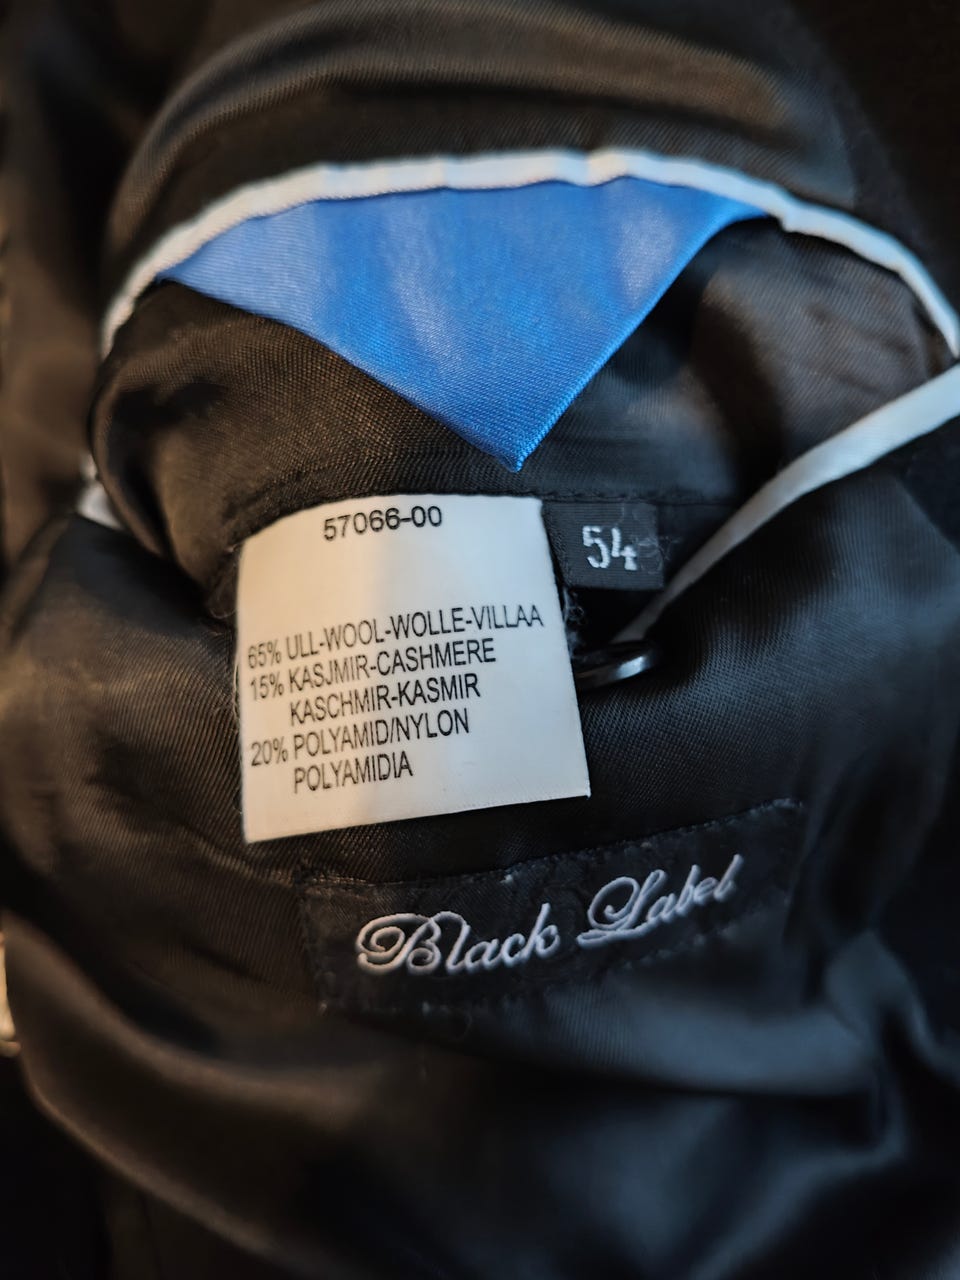 57066-00
54
65% ULL-WOOL-WOLLE-VILLAA
15% KASJMIR-CASHMERE
KASCHMIR-KASMIR
20% POLYAMID/NYLON
POLYAMIDIA
Black Label